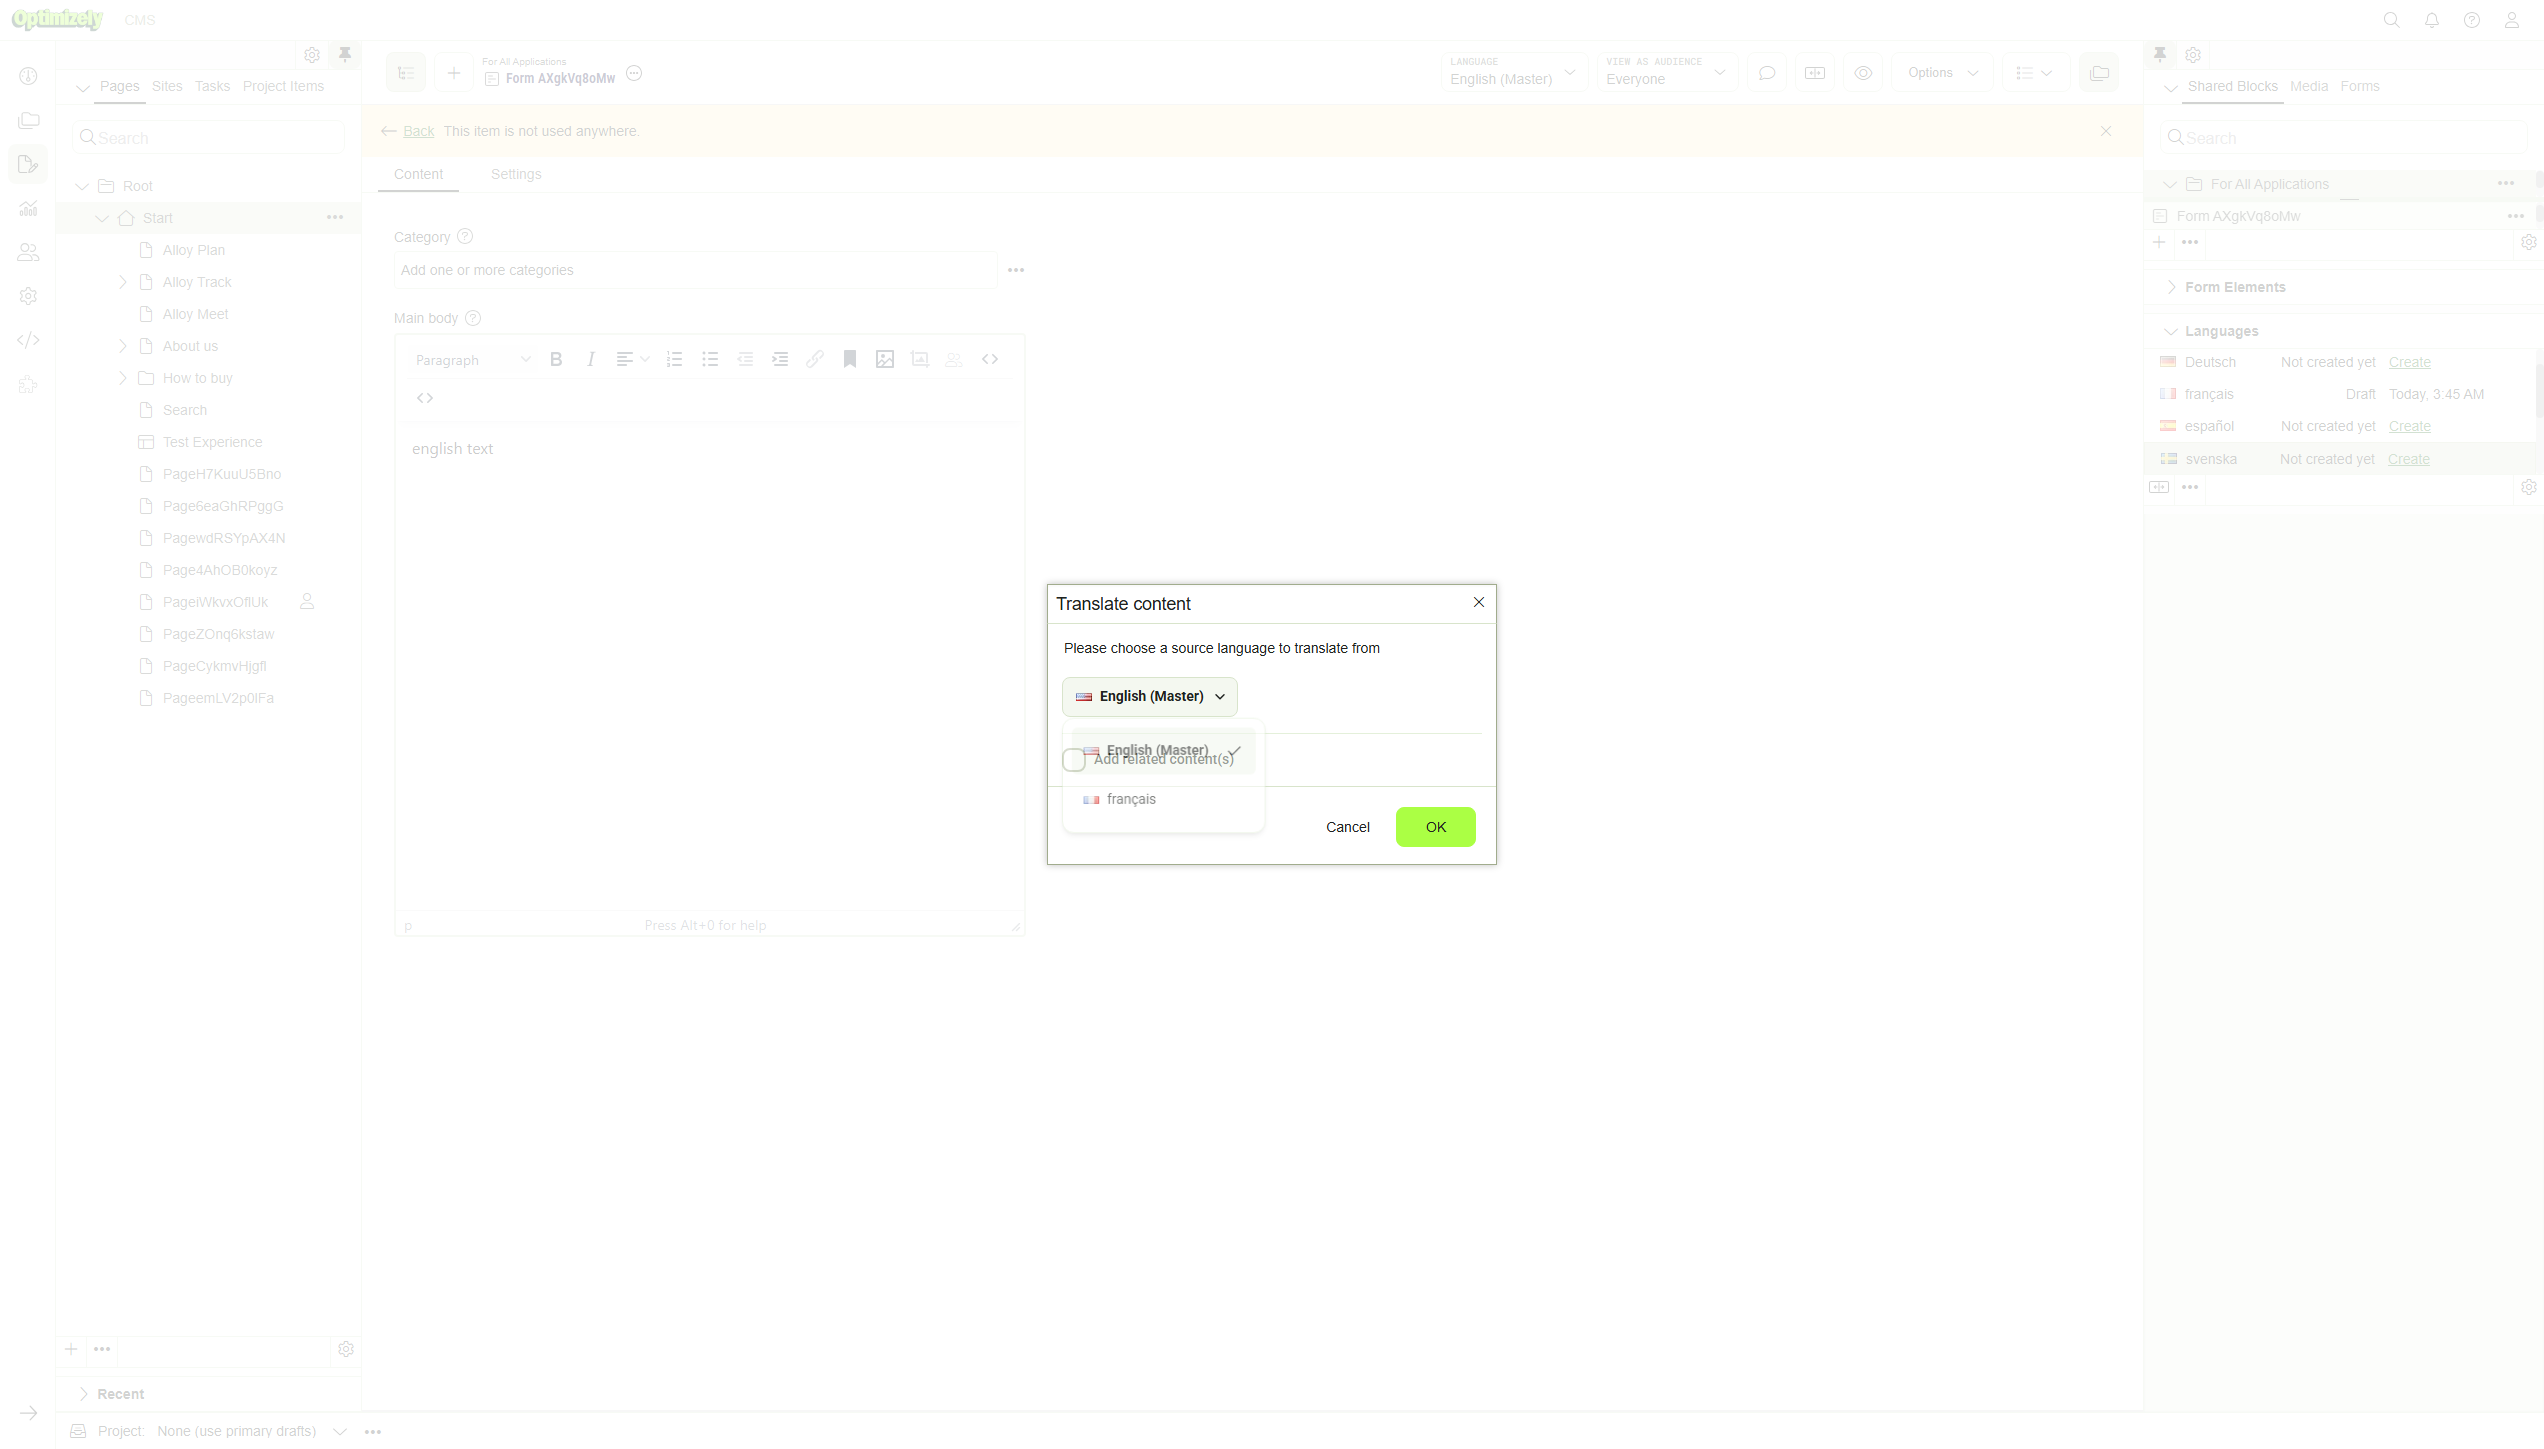 Optimizely CMS
Pages Sites Tasks Project Items
Search
Root
Start
Alloy Plan
Alloy Track
Alloy Meet
About us
How to buy
Search
Test Experience
PageH7KuuU5Bno
Page6eaGhRPggG
PagewdRSYpAX4N
Page4AhOB0koyz
PageiWkvxOflUk
PageZOnq6kstaw
PageCykmvHjgfl
PageemLV2p0lFa
Recent
Project: None (use primary drafts)
For All Applications
Form AXgkVq8oMw
LANGUAGE
English (Master)
VIEW AS AUDIENCE
Everyone
Options
Back This item is not used anywhere.
Content Settings
Category
Add one or more categories
Main body
Paragraph
english text
p Press Alt+0 for help
Translate content
Please choose a source language to translate from
English (Master)
English (Master)
Add related content(s)
français
Cancel OK
Shared Blocks Media Forms
Search
For All Applications
Form AXgkVq8oMw
Form Elements
Languages
Deutsch Not created yet Create
français Draft Today, 3:45 AM
español Not created yet Create
svenska Not created yet Create